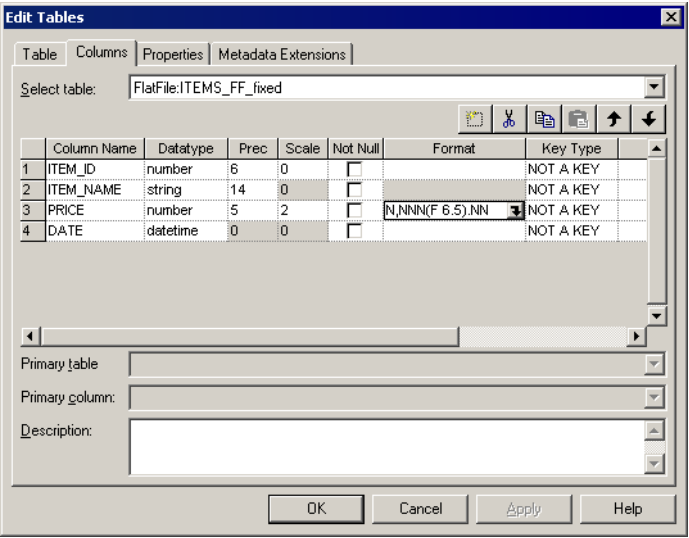 Edit Tables
Table Columns Properties Metadata Extensions
Select table: FlatFile:ITEMS_FF_fixed
Column Name Datatype Prec Scale Not Null Format Key Type
1 ITEM_ID number 6 0 NOT A KEY
2 ITEM_NAME string 14 0 NOT A KEY
3 PRICE number 5 2 N,NNN(F 6.5).NN NOT A KEY
4 DATE datetime 0 0 NOT A KEY
Primary table
Primary column:
Description:
OK Cancel Apply Help